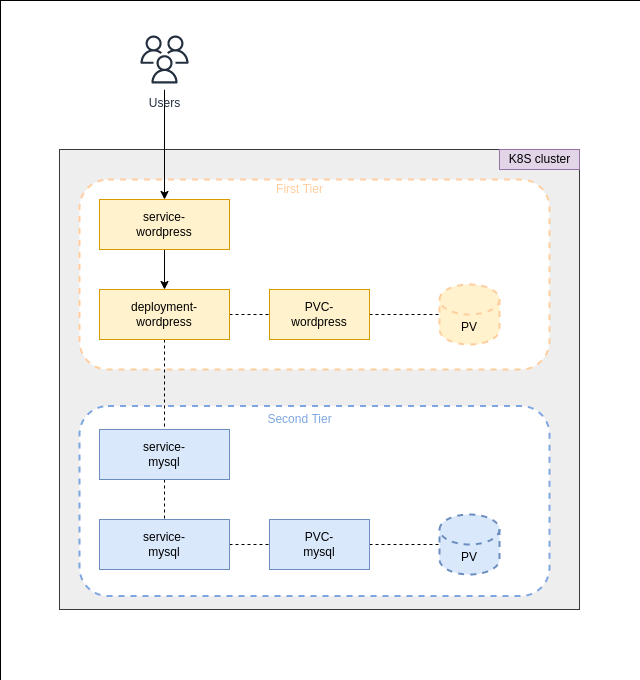 Users
K8S cluster
First Tier
service-
wordpress
deployment-
wordpress
PVC-
wordpress
PV
Second Tier
service-
mysql
service-
mysql
PVC-
mysql
PV